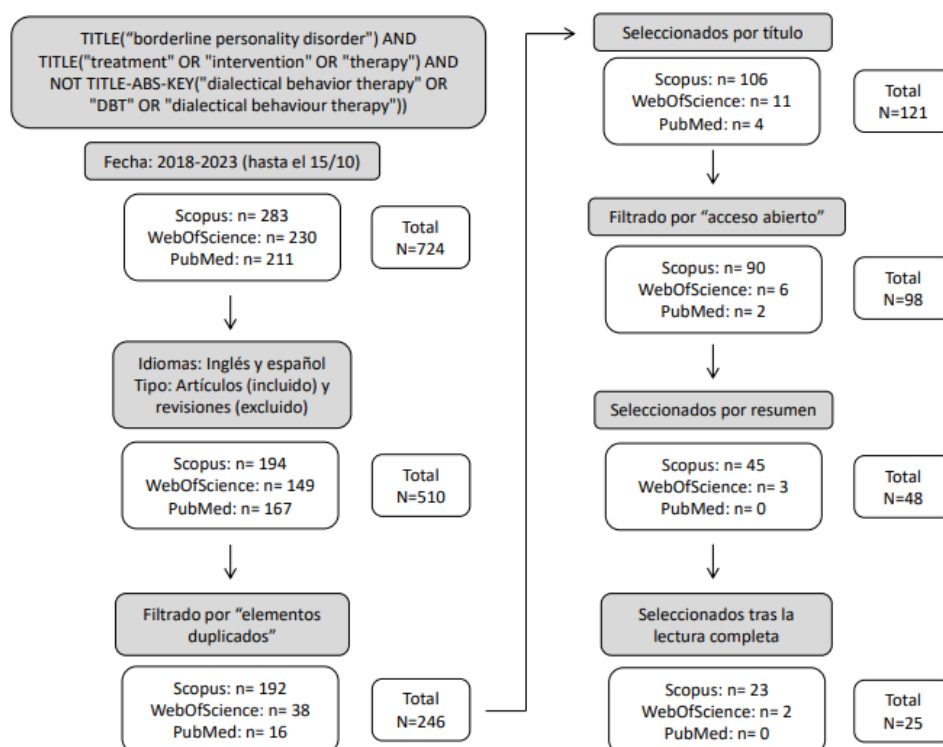 TITLE(“borderline personality disorder") AND
TITLE("treatment" OR "intervention" OR "therapy") AND
NOT TITLE-ABS-KEY("dialectical behavior therapy" OR
"DBT" OR "dialectical behaviour therapy"))
Fecha: 2018-2023 (hasta el 15/10)
Scopus: n= 283
WebOfScience: n= 230
PubMed: n= 211
Total
N=724
Idiomas: Inglés y español
Tipo: Artículos (incluido) y
revisiones (excluido)
Scopus: n= 194
WebOfScience: n= 149
PubMed: n= 167
Total
N=510
Filtrado por “elementos
duplicados”
Scopus: n= 192
WebOfScience: n= 38
PubMed: n= 16
Total
N=246
Seleccionados por título
Scopus: n= 106
WebOfScience: n= 11
PubMed: n= 4
Total
N=121
Filtrado por “acceso abierto”
Scopus: n= 90
WebOfScience: n= 6
PubMed: n= 2
Total
N=98
Seleccionados por resumen
Scopus: n= 45
WebOfScience: n= 3
PubMed: n= 0
Total
N=48
Seleccionados tras la
lectura completa
Scopus: n= 23
WebOfScience: n= 2
PubMed: n= 0
Total
N=25